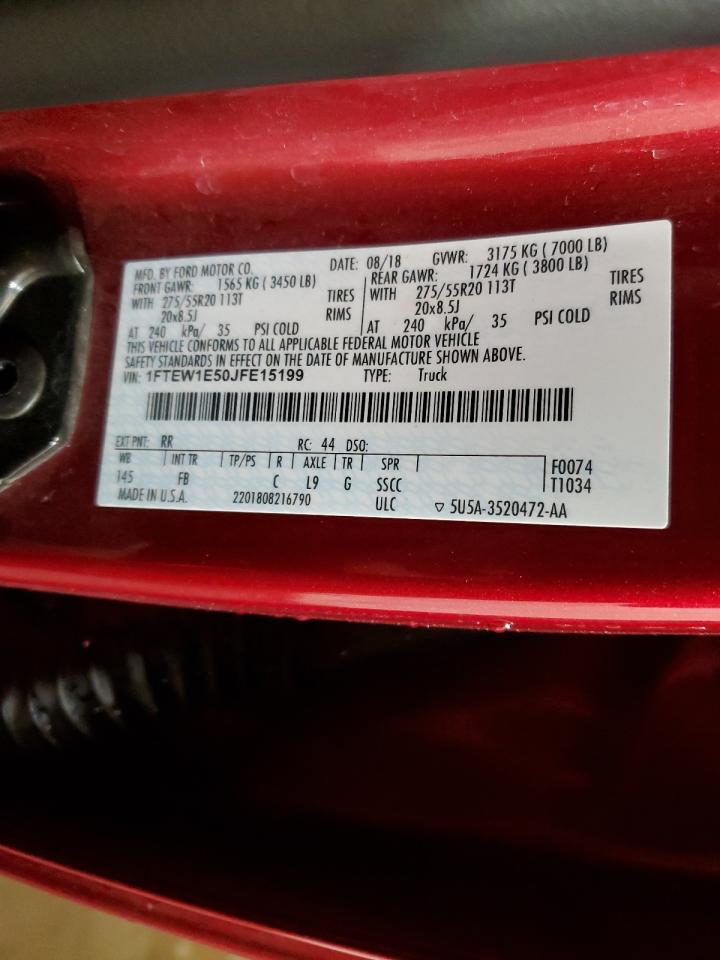 MFD. BY FORD MOTOR CO. DATE: 08/18 GVWR: 3175 KG ( 7000 LB)
FRONT GAWR: 1565 KG ( 3450 LB) REAR GAWR: 1724 KG ( 3800 LB)
WITH 275/55R20 113T TIRES WITH 275/55R20 113T TIRES
20x8.5J RIMS 20x8.5J RIMS
AT 240 kPa/ 35 PSI COLD AT 240 kPa/ 35 PSI COLD
THIS VEHICLE CONFORMS TO ALL APPLICABLE FEDERAL MOTOR VEHICLE
SAFETY STANDARDS IN EFFECT ON THE DATE OF MANUFACTURE SHOWN ABOVE.
VIN: 1FTEW1E50JFE15199 TYPE: Truck
EXT PNT: RR RC: 44 DSO:
WB INT TR TP/PS R AXLE TR SPR F0074
145 FB C L9 G SSCC T1034
MADE IN U.S.A. 2201808216790 ULC ▽ 5U5A-3520472-AA